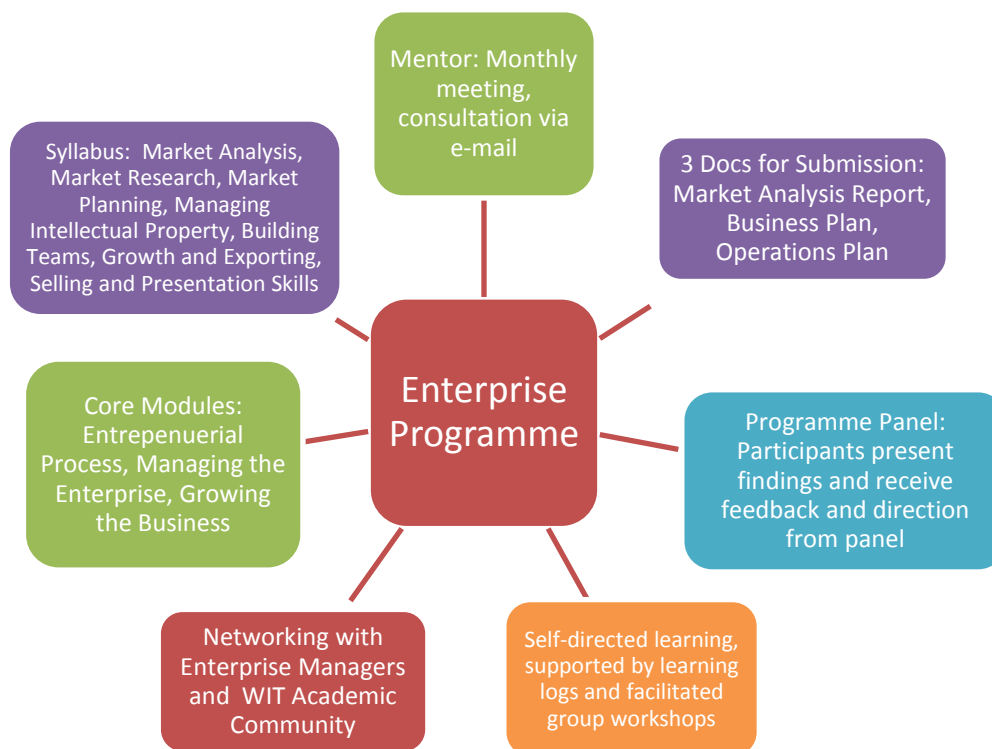 Mentor: Monthly
meeting,
consultation via
e-mail
Syllabus: Market Analysis,
Market Research, Market
Planning, Managing
Intellectual Property, Building
Teams, Growth and Exporting,
Selling and Presentation Skills
3 Docs for Submission:
Market Analysis Report,
Business Plan,
Operations Plan
Enterprise
Programme
Core Modules:
Entrepenuerial
Process, Managing the
Enterprise, Growing
the Business
Programme Panel:
Participants present
findings and receive
feedback and direction
from panel
Networking with
Enterprise Managers
and WIT Academic
Community
Self-directed learning,
supported by learning
logs and facilitated
group workshops